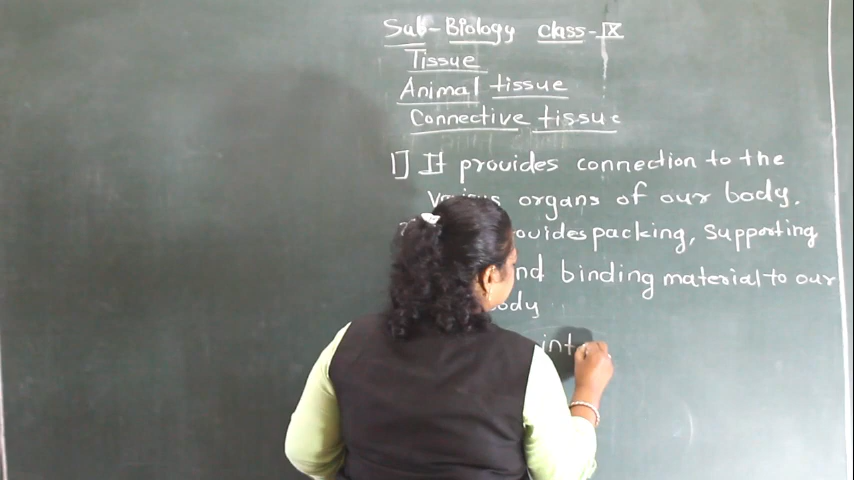 Sub-Biology class-IX
Tissue
Animal tissue
Connective tissue
1] It provides connection to the
organs of our body.
packing, supporting
binding material to our